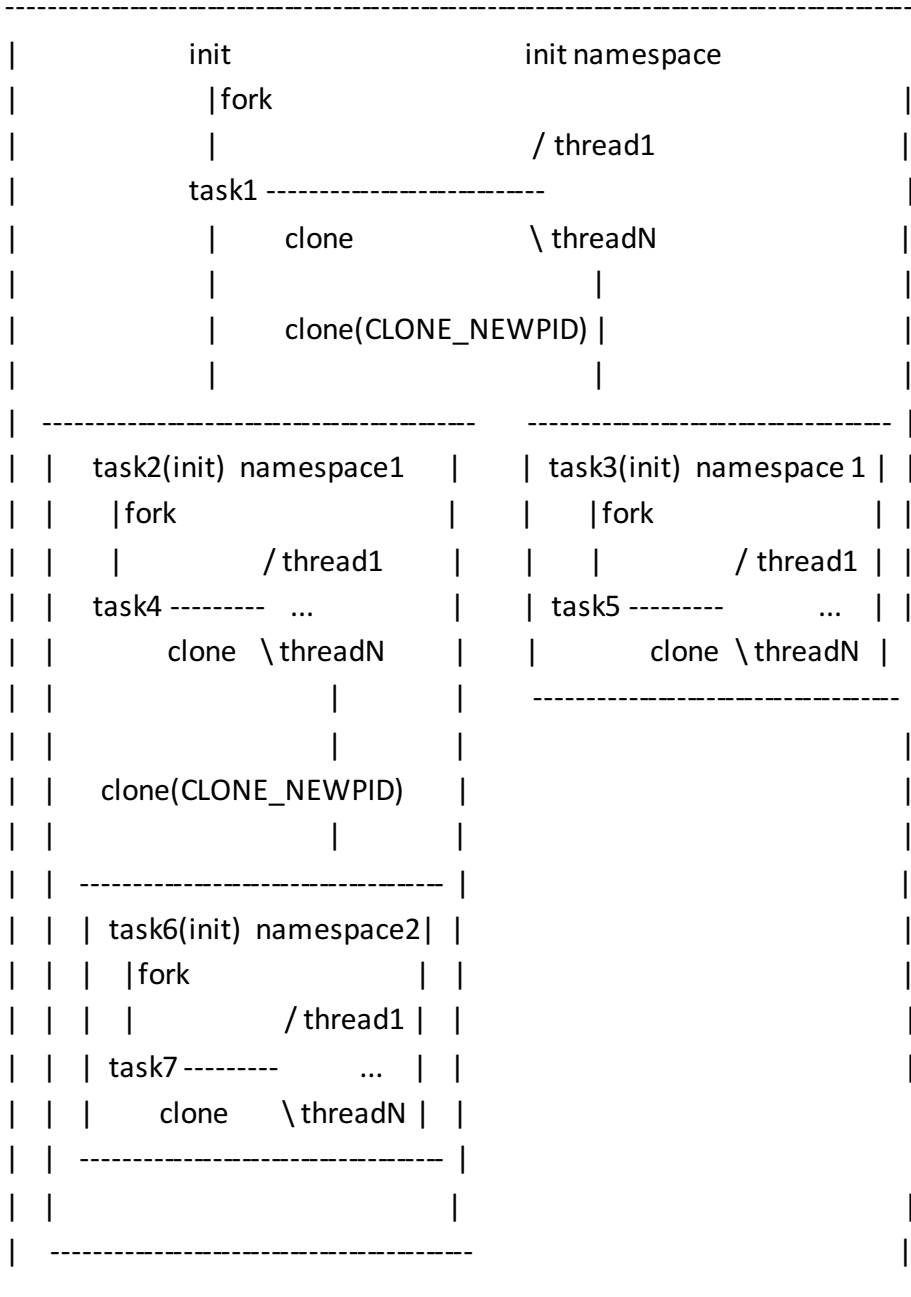 --------------------------------------------------------------------------------------
|                 init                              init namespace
|                  |fork                                                             |
|                  |                              / thread1                          |
|                 task1 --------------------------                                   |
|                  |      clone                   \ threadN                          |
|                  |                                   |                             |
|                  |      clone(CLONE_NEWPID) |                                      |
|                  |                                   |                             |
|   -----------------------------------------     ---------------------------------- |
|   |    task2(init)  namespace1    |     | task3(init)  namespace 1 |   |
|   |      |fork                    |     |      |fork               |   |
|   |      |             / thread1  |     |      |         / thread1 |   |
|   |    task4 ---------   ...      |     | task5 ---------      ... |   |
|   |           clone   \ threadN   |     |         clone  \ threadN |
|   |                       |       |     -----------------------------------
|   |                       |       |                                      |
|   |    clone(CLONE_NEWPID)        |                                      |
|   |                       |       |                                      |
|   |  ---------------------------------- |                                |
|   |  | task6(init)  namespace2|   |                                      |
|   |  |   |fork                |   |                                      |
|   |  |   |          / thread1 |   |                                      |
|   |  | task7 ---------    ... |   |                                      |
|   |  |      clone   \ threadN |   |
|   |  ---------------------------------- |
|   |                               |                                      |
|   ----------------------------------------                               |